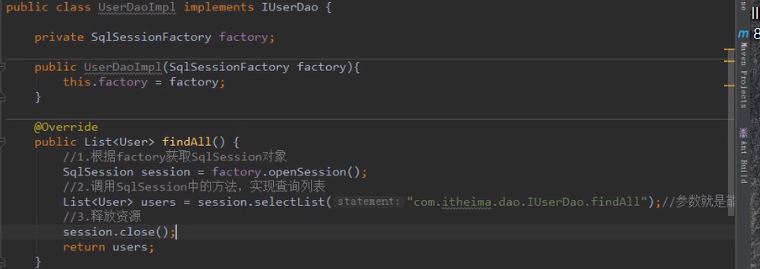 public class UserDaoImpl implements IUserDao {
private SqlSessionFactory factory;
public UserDaoImpl(SqlSessionFactory factory){
this.factory = factory;
}
@Override
public List<User> findAll() {
//1.根据factory获取SqlSession对象
SqlSession session = factory.openSession();
//2.调用SqlSession中的方法，实现查询列表
List<User> users = session.selectList( statement: "com.itheima.dao.IUserDao.findAll");//参数就是能
//3.释放资源
session.close();
return users;
}
Maven Projects
Ant Build